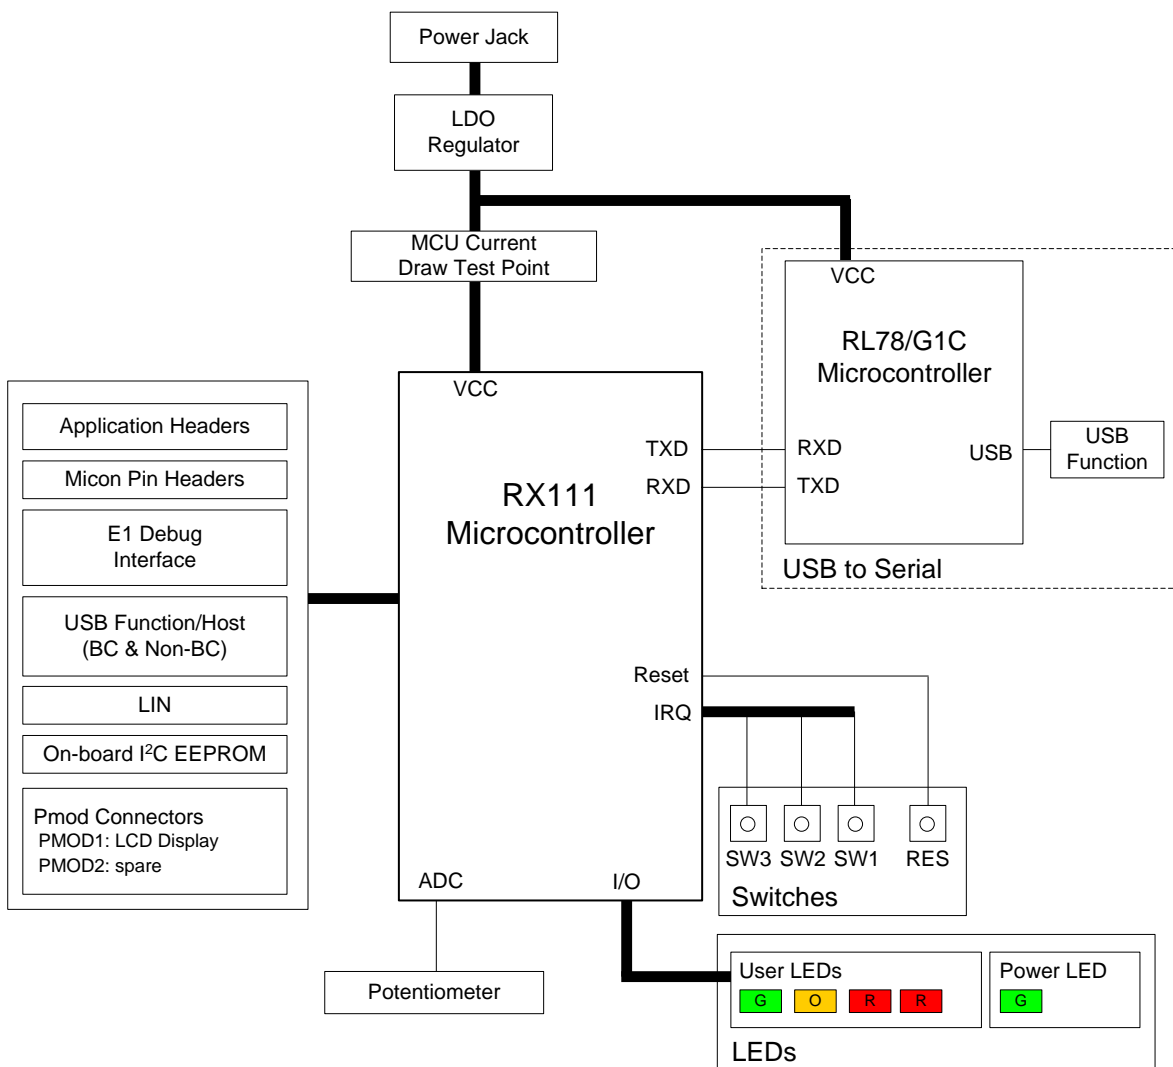 Power Jack
LDO
Regulator
MCU Current
Draw Test Point
VCC
RL78/G1C
Microcontroller
RXD
TXD
USB
USB
Function
USB to Serial
VCC
TXD
RXD
RX111
Microcontroller
Reset
IRQ
ADC
I/O
Application Headers
Micon Pin Headers
E1 Debug
Interface
USB Function/Host
(BC & Non-BC)
LIN
On-board I²C EEPROM
Pmod Connectors
PMOD1: LCD Display
PMOD2: spare
SW3 SW2 SW1 RES
Switches
Potentiometer
User LEDs
G O R R
Power LED
G
LEDs